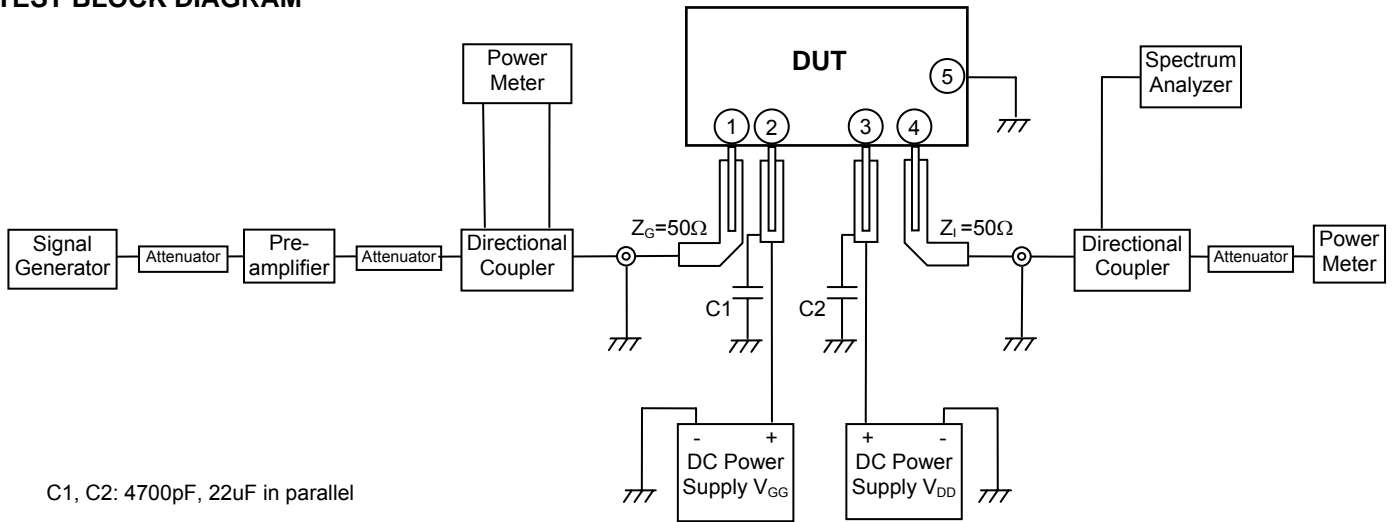 TEST BLOCK DIAGRAM
Power
Meter
DUT
5
Spectrum
Analyzer
1
2
3
4
Signal
Generator
Attenuator
Pre-
amplifier
Attenuator
Directional
Coupler
Z_G=50Ω
Z_l=50Ω
Directional
Coupler
Attenuator
Power
Meter
C1
C2
- +
DC Power
Supply V_GG
+ -
DC Power
Supply V_DD
C1, C2: 4700pF, 22uF in parallel